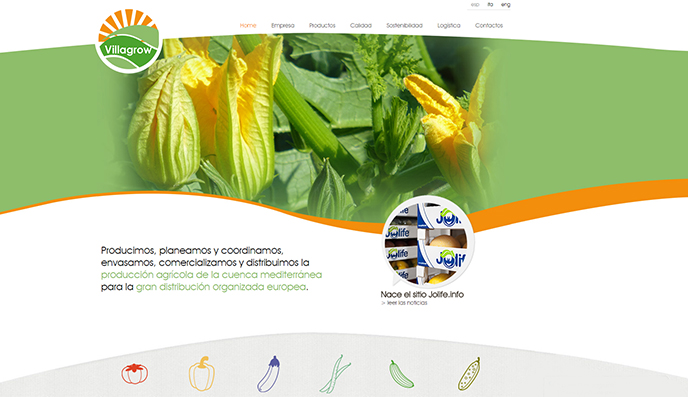 esp ita eng
Villagrow
Home Empresa Productos Calidad Sostenibilidad Logística Contactos
Jolife
Jolife
Producimos, planeamos y coordinamos,
envasamos, comercializamos y distribuimos la
producción agrícola de la cuenca mediterránea
para la gran distribución organizada europea.
Nace el sitio Jolife.info
> leer las noticias